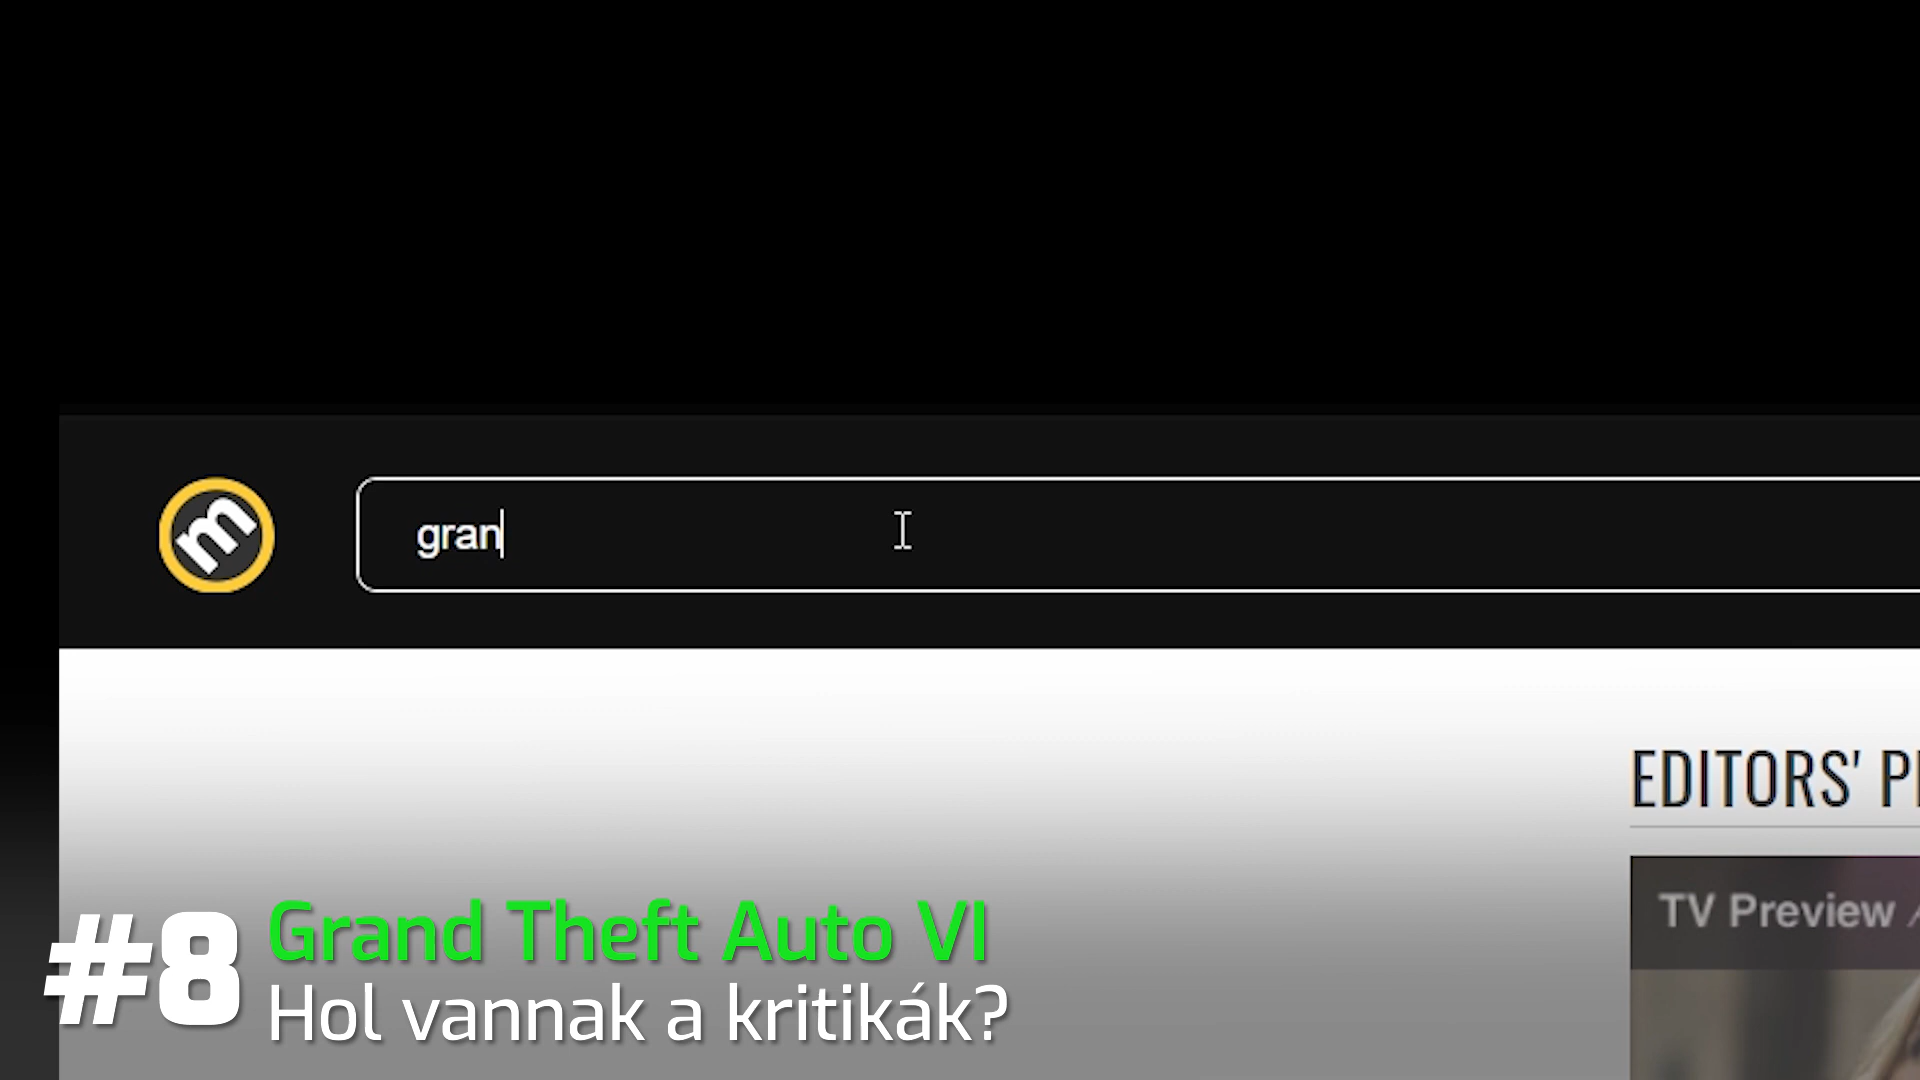 m
gran
EDITORS'
TV Preview
#8
Grand Theft Auto VI
Hol vannak a kritikák?